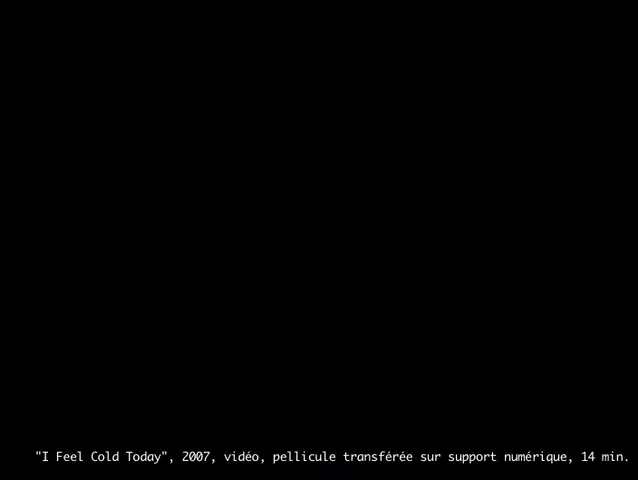 "I Feel Cold Today", 2007, vidéo, pellicule transférée sur support numérique, 14 min.